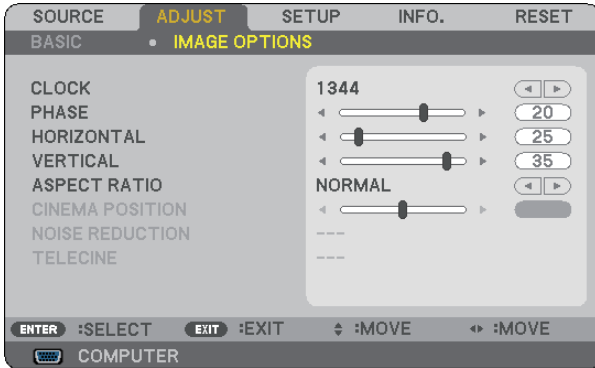 SOURCE ADJUST SETUP INFO. RESET
BASIC • IMAGE OPTIONS
CLOCK 1344
PHASE 20
HORIZONTAL 25
VERTICAL 35
ASPECT RATIO NORMAL
CINEMA POSITION
NOISE REDUCTION ---
TELECINE ---
ENTER :SELECT EXIT :EXIT :MOVE :MOVE
COMPUTER